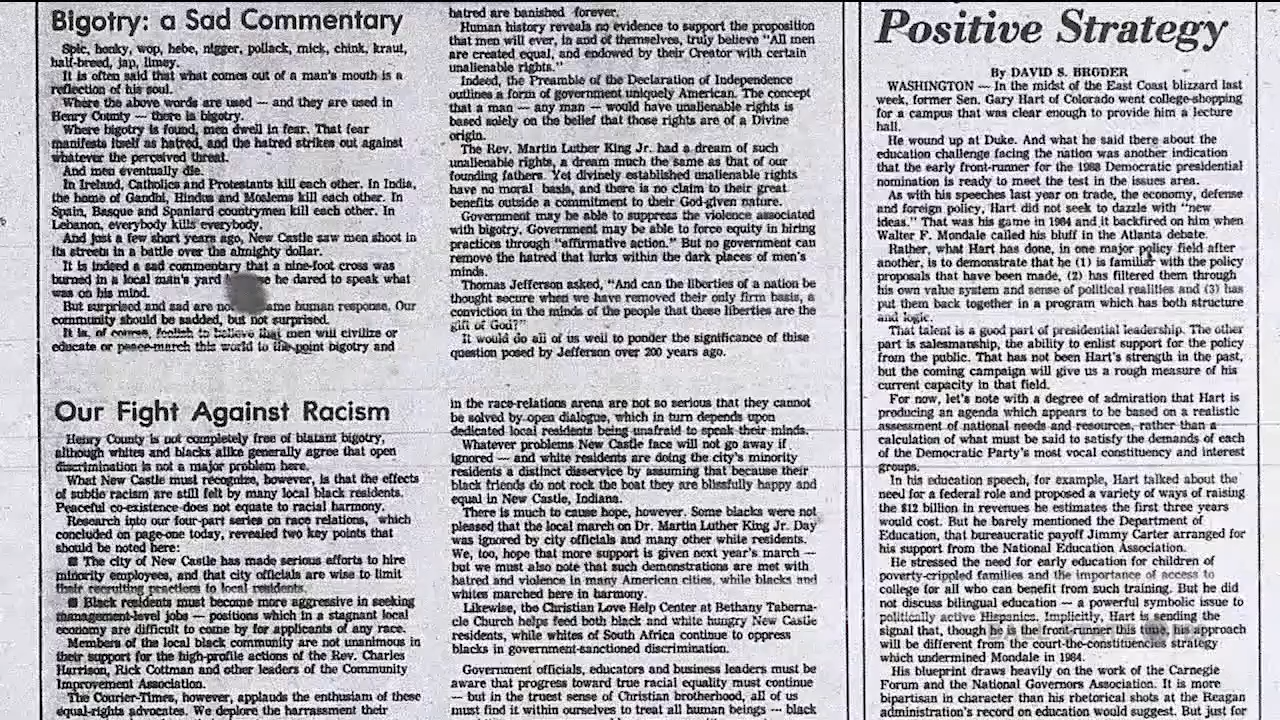 Bigotry: a Sad Commentary
Spic, honky, wop, hebe, nigger, pollack, mick, chink, kraut,
half-breed, jap, limey.
It is often said that what comes out of a man's mouth is a
reflection of his soul.
Where the above words are used — and they are used in
Henry County — there is bigotry.
Where bigotry is found, men dwell in fear. That fear
manifests itself as hatred, and the hatred strikes out against
whatever the perceived threat.
And men eventually die.
In Ireland, Catholics and Protestants kill each other. In India,
the home of Gandhi, Hindus and Moslems kill each other. In
Spain, Basque and Spaniard countrymen kill each other. In
Lebanon, everybody kills everybody.
And just a few short years ago, New Castle saw men shoot in
its streets in a battle over the almighty dollar.
It is indeed a sad commentary that a nine-foot cross was
burned in a local man's yard he dared to speak what
was on his mind.
But surprised and sad are not same human response. Our
community should be sadded, but not surprised.
It is, of course, foolish to believe that men will civilize or
educate or peace-march this world to the point bigotry and
hatred are banished forever.
Human history reveals no evidence to support the proposition
that men will ever, in and of themselves, truly believe "All men
are created equal, and endowed by their Creator with certain
unalienable rights."
Indeed, the Preamble of the Declaration of Independence
outlines a form of government uniquely American. The concept
that a man — any man — would have unalienable rights is
based solely on the belief that those rights are of a Divine
origin.
The Rev. Martin Luther King Jr. had a dream of such
unalienable rights, a dream much the same as that of our
founding fathers. Yet divinely established unalienable rights
have no moral basis, and there is no claim to their great
benefits outside a commitment to their God-given nature.
Government may be able to suppress the violence associated
with bigotry. Government may be able to force equity in hiring
practices through "affirmative action." But no government can
remove the hatred that lurks within the dark places of men's
minds.
Thomas Jefferson asked, "And can the liberties of a nation be
thought secure when we have removed their only firm basis, a
conviction in the minds of the people that these liberties are the
gift of God?"
It would do all of us well to ponder the significance of thise
question posed by Jefferson over 200 years ago.
Our Fight Against Racism
Henry County is not completely free of blatant bigotry,
although whites and blacks alike generally agree that open
discrimination is not a major problem here.
What New Castle must recognize, however, is that the effects
of subtle racism are still felt by many local black residents.
Peaceful co-existence does not equate to racial harmony.
Research into our four-part series on race relations, which
concluded on page-one today, revealed two key points that
should be noted here:
■ The city of New Castle has made serious efforts to hire
minority employees, and that city officials are wise to limit
their recruiting practices to local residents.
■ Black residents must become more aggressive in seeking
management-level jobs — positions which in a stagnant local
economy are difficult to come by for applicants of any race.
Members of the local black community are not unanimous in
their support for the high-profile actions of the Rev. Charles
Harrison, Rick Cottman and other leaders of the Community
Improvement Association.
The Courier-Times, however, applauds the enthusiasm of these
equal-rights advocates. We deplore the harrassment their
in the race-relations arena are not so serious that they cannot
be solved by open dialogue, which in turn depends upon
dedicated local residents being unafraid to speak their minds.
Whatever problems New Castle face will not go away if
ignored — and white residents are doing the city's minority
residents a distinct disservice by assuming that because their
black friends do not rock the boat they are blissfully happy and
equal in New Castle, Indiana.
There is much to cause hope, however. Some blacks were not
pleased that the local march on Dr. Martin Luther King Jr. Day
was ignored by city officials and many other white residents.
We, too, hope that more support is given next year's march —
but we must also note that such demonstrations are met with
hatred and violence in many American cities, while blacks and
whites marched here in harmony.
Likewise, the Christian Love Help Center at Bethany Taberna-
cle Church helps feed both black and white hungry New Castle
residents, while whites of South Africa continue to oppress
blacks in government-sanctioned discrimination.
Government officials, educators and business leaders must be
aware that progress toward true racial equality must continue
— but in the truest sense of Christian brotherhood, all of us
must find it within ourselves to treat all human beings — black
Positive Strategy
By DAVID S. BRODER
WASHINGTON — In the midst of the East Coast blizzard last
week, former Sen. Gary Hart of Colorado went college-shopping
for a campus that was clear enough to provide him a lecture
hall.
He wound up at Duke. And what he said there about the
education challenge facing the nation was another indication
that the early front-runner for the 1988 Democratic presidential
nomination is ready to meet the test in the issues area.
As with his speeches last year on trade, the economy, defense
and foreign policy, Hart did not seek to dazzle with "new
ideas." That was his game in 1984 and it backfired on him when
Walter F. Mondale called his bluff in the Atlanta debate.
Rather, what Hart has done, in one major policy field after
another, is to demonstrate that he (1) is familiar with the policy
proposals that have been made, (2) has filtered them through
his own value system and sense of political realities and (3) has
put them back together in a program which has both structure
and logic.
That talent is a good part of presidential leadership. The other
part is salesmanship, the ability to enlist support for the policy
from the public. That has not been Hart's strength in the past,
but the coming campaign will give us a rough measure of his
current capacity in that field.
For now, let's note with a degree of admiration that Hart is
producing an agenda which appears to be based on a realistic
assessment of national needs and resources, rather than a
calculation of what must be said to satisfy the demands of each
of the Democratic Party's most vocal constituency and interest
groups.
In his education speech, for example, Hart talked about the
need for a federal role and proposed a variety of ways of raising
the $12 billion in revenues he estimates the first three years
would cost. But he barely mentioned the Department of
Education, that bureaucratic payoff Jimmy Carter arranged for
his support from the National Education Association.
He stressed the need for early education for children of
poverty-crippled families and the importance of access to
college for all who can benefit from such training. But he did
not discuss bilingual education — a powerful symbolic issue to
politically active Hispanics. Implicitly, Hart is sending the
signal that, though he is the front-runner this time, his approach
will be different from the court-the-constituencies strategy
which undermined Mondale in 1984.
His blueprint draws heavily on the work of the Carnegie
Forum and the National Governors Association. It is more
bipartisan in character than his rhetorical shots at the Reagan
administration's record on education would suggest. But just for